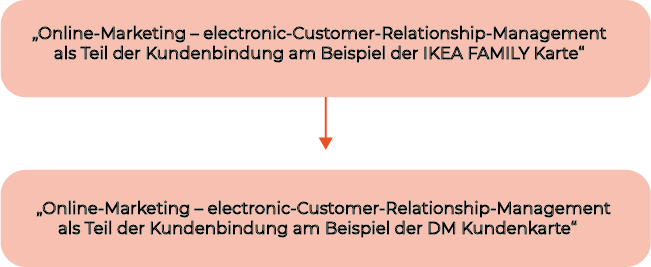 „Online-Marketing – electronic-Customer-Relationship-Management
als Teil der Kundenbindung am Beispiel der IKEA FAMILY Karte“
„Online-Marketing – electronic-Customer-Relationship-Management
als Teil der Kundenbindung am Beispiel der DM Kundenkarte“